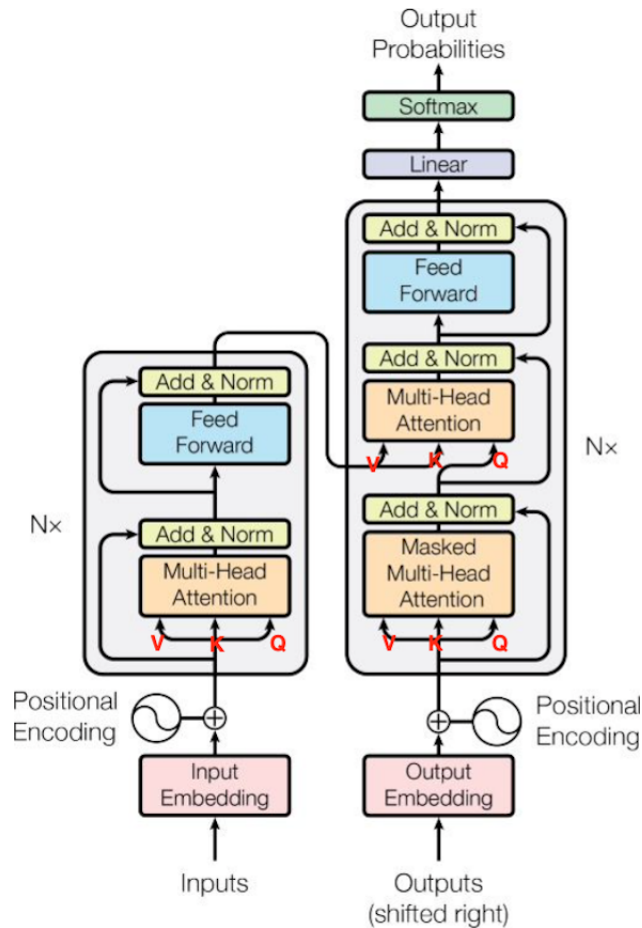 Output
Probabilities
Softmax
Linear
Add & Norm
Feed
Forward
Add & Norm
Multi-Head
Attention
V K Q
Add & Norm
Masked
Multi-Head
Attention
V K Q
Nx
Add & Norm
Feed
Forward
Nx
Add & Norm
Multi-Head
Attention
V K Q
Positional
Encoding
Positional
Encoding
Input
Embedding
Output
Embedding
Inputs
Outputs
(shifted right)